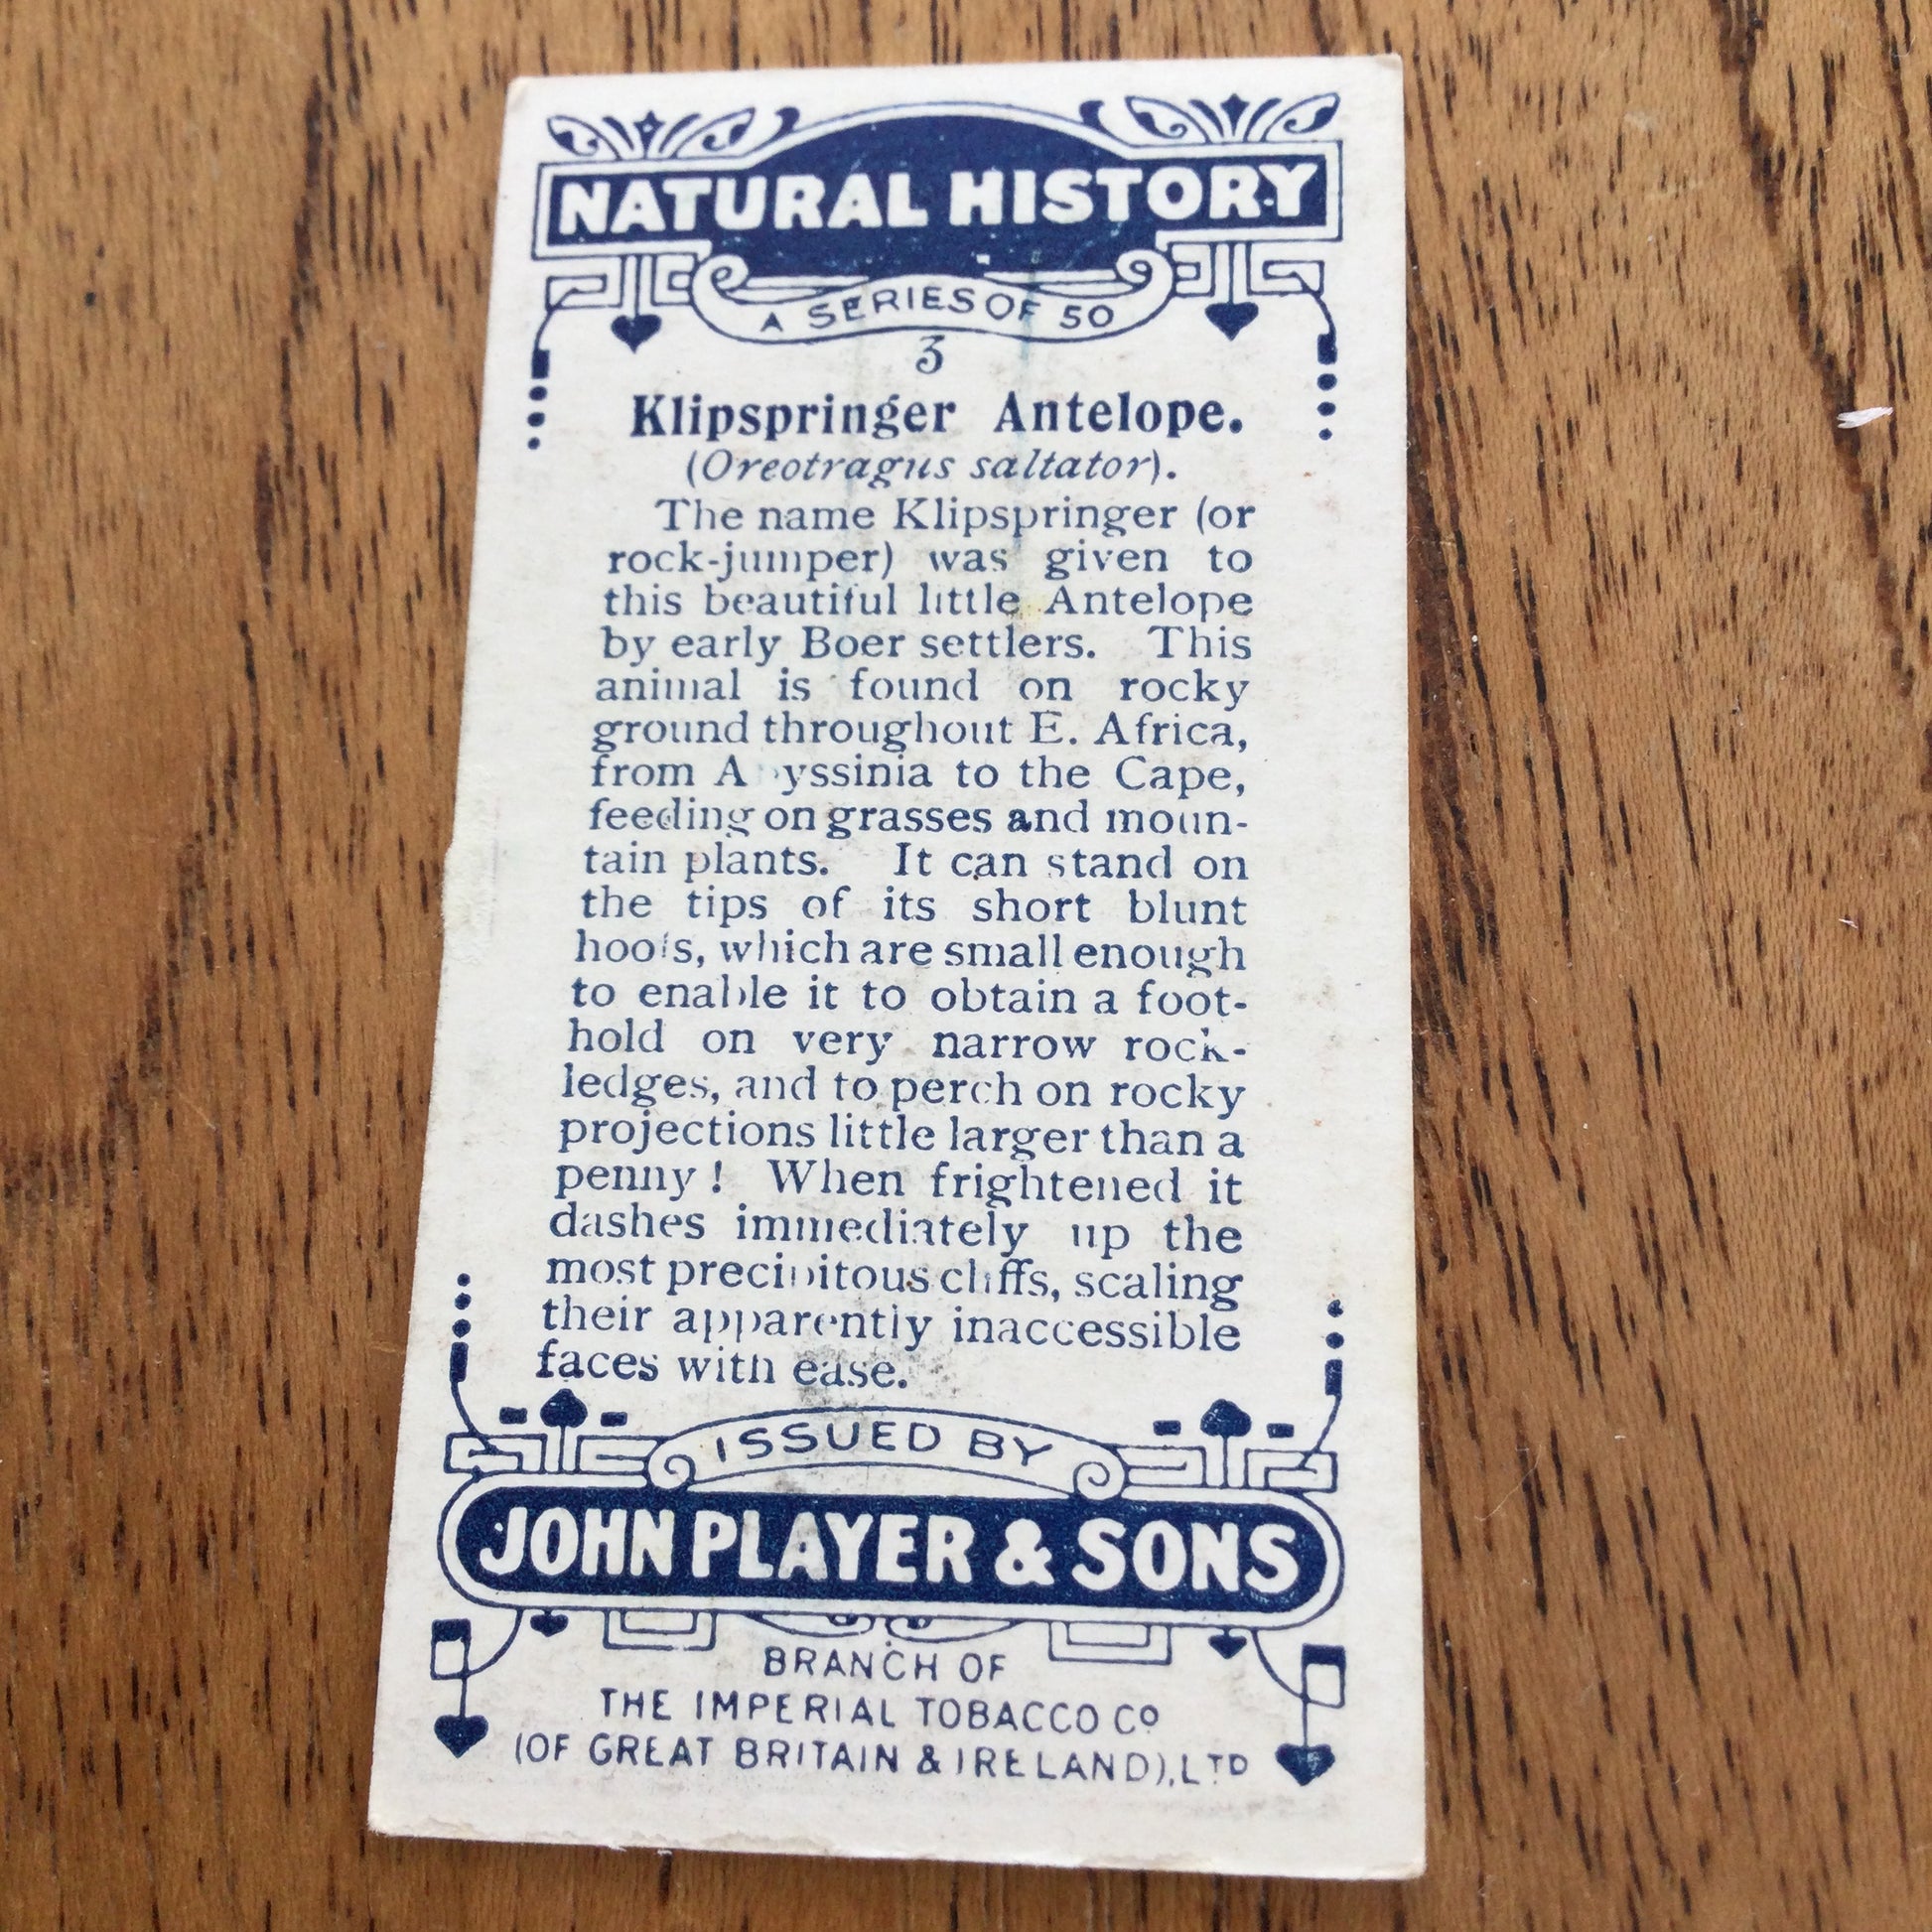 NATURAL HISTORY
A SERIES OF 50
3
Klipspringer Antelope.
(Oreotragus saltator).
The name Klipspringer (or
rock-jumper) was given to
this beautiful little Antelope
by early Boer settlers. This
animal is found on rocky
ground throughout E. Africa,
from Abyssinia to the Cape,
feeding on grasses and moun-
tain plants. It can stand on
the tips of its short blunt
hoofs, which are small enough
to enable it to obtain a foot-
hold on very narrow rock-
ledges, and to perch on rocky
projections little larger than a
penny ! When frightened it
dashes immediately up the
most precipitous cliffs, scaling
their apparently inaccessible
faces with ease.
ISSUED BY
JOHN PLAYER & SONS
BRANCH OF
THE IMPERIAL TOBACCO CO
(OF GREAT BRITAIN & IRELAND), LTD